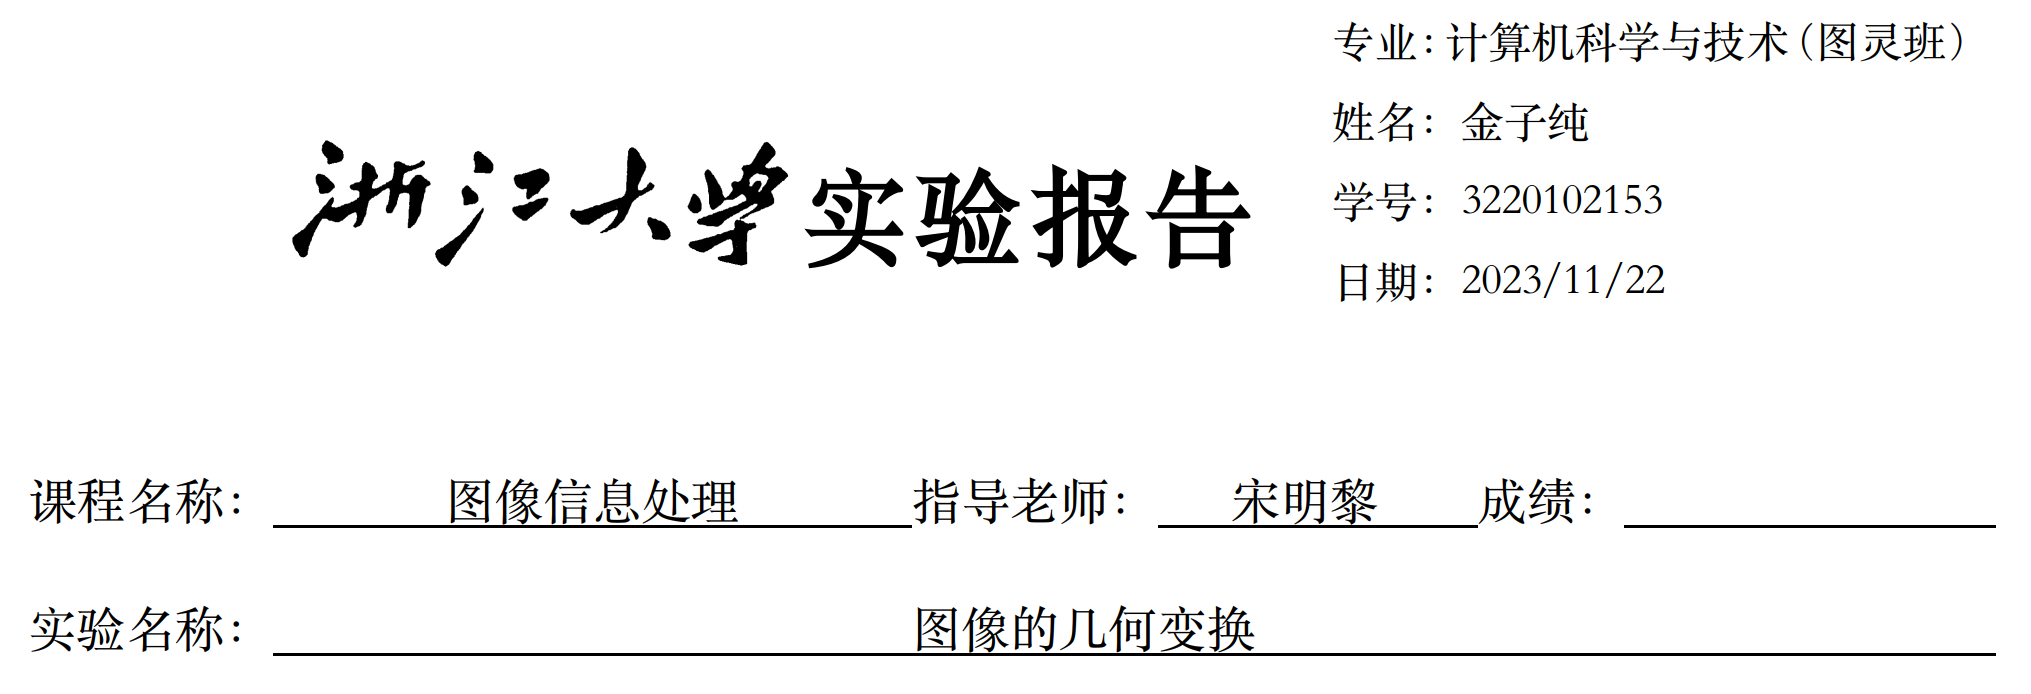 专业：计算机科学与技术（图灵班）
姓名：金子纯
浙江大学实验报告
学号：3220102153
日期：2023/11/22
课程名称：图像信息处理指导老师：宋明黎成绩：
实验名称：图像的几何变换